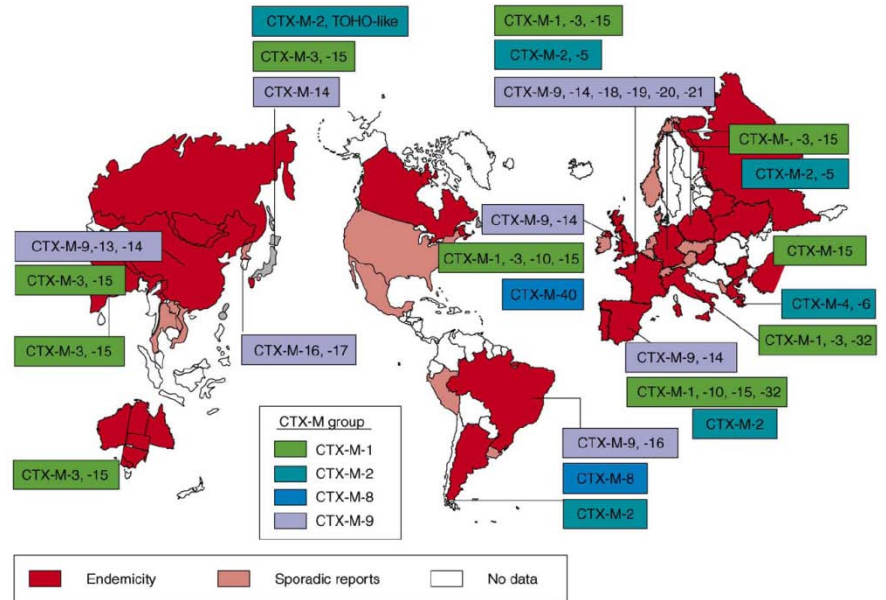 CTX-M-2, TOHO-like
CTX-M-3, -15
CTX-M-14
CTX-M-1, -3, -15
CTX-M-2, -5
CTX-M-9, -14, -18, -19, -20, -21
CTX-M-, -3, -15
CTX-M-2, -5
CTX-M-9,-13, -14
CTX-M-3, -15
CTX-M-3, -15
CTX-M-16, -17
CTX-M-3, -15
CTX-M-9, -14
CTX-M-1, -3, -10, -15
CTX-M-40
CTX-M-15
CTX-M-4, -6
CTX-M-1, -3, -32
CTX-M-9, -14
CTX-M-1, -10, -15, -32
CTX-M-2
CTX-M-9, -16
CTX-M-8
CTX-M-2
CTX-M group
CTX-M-1
CTX-M-2
CTX-M-8
CTX-M-9
Endemicity
Sporadic reports
No data